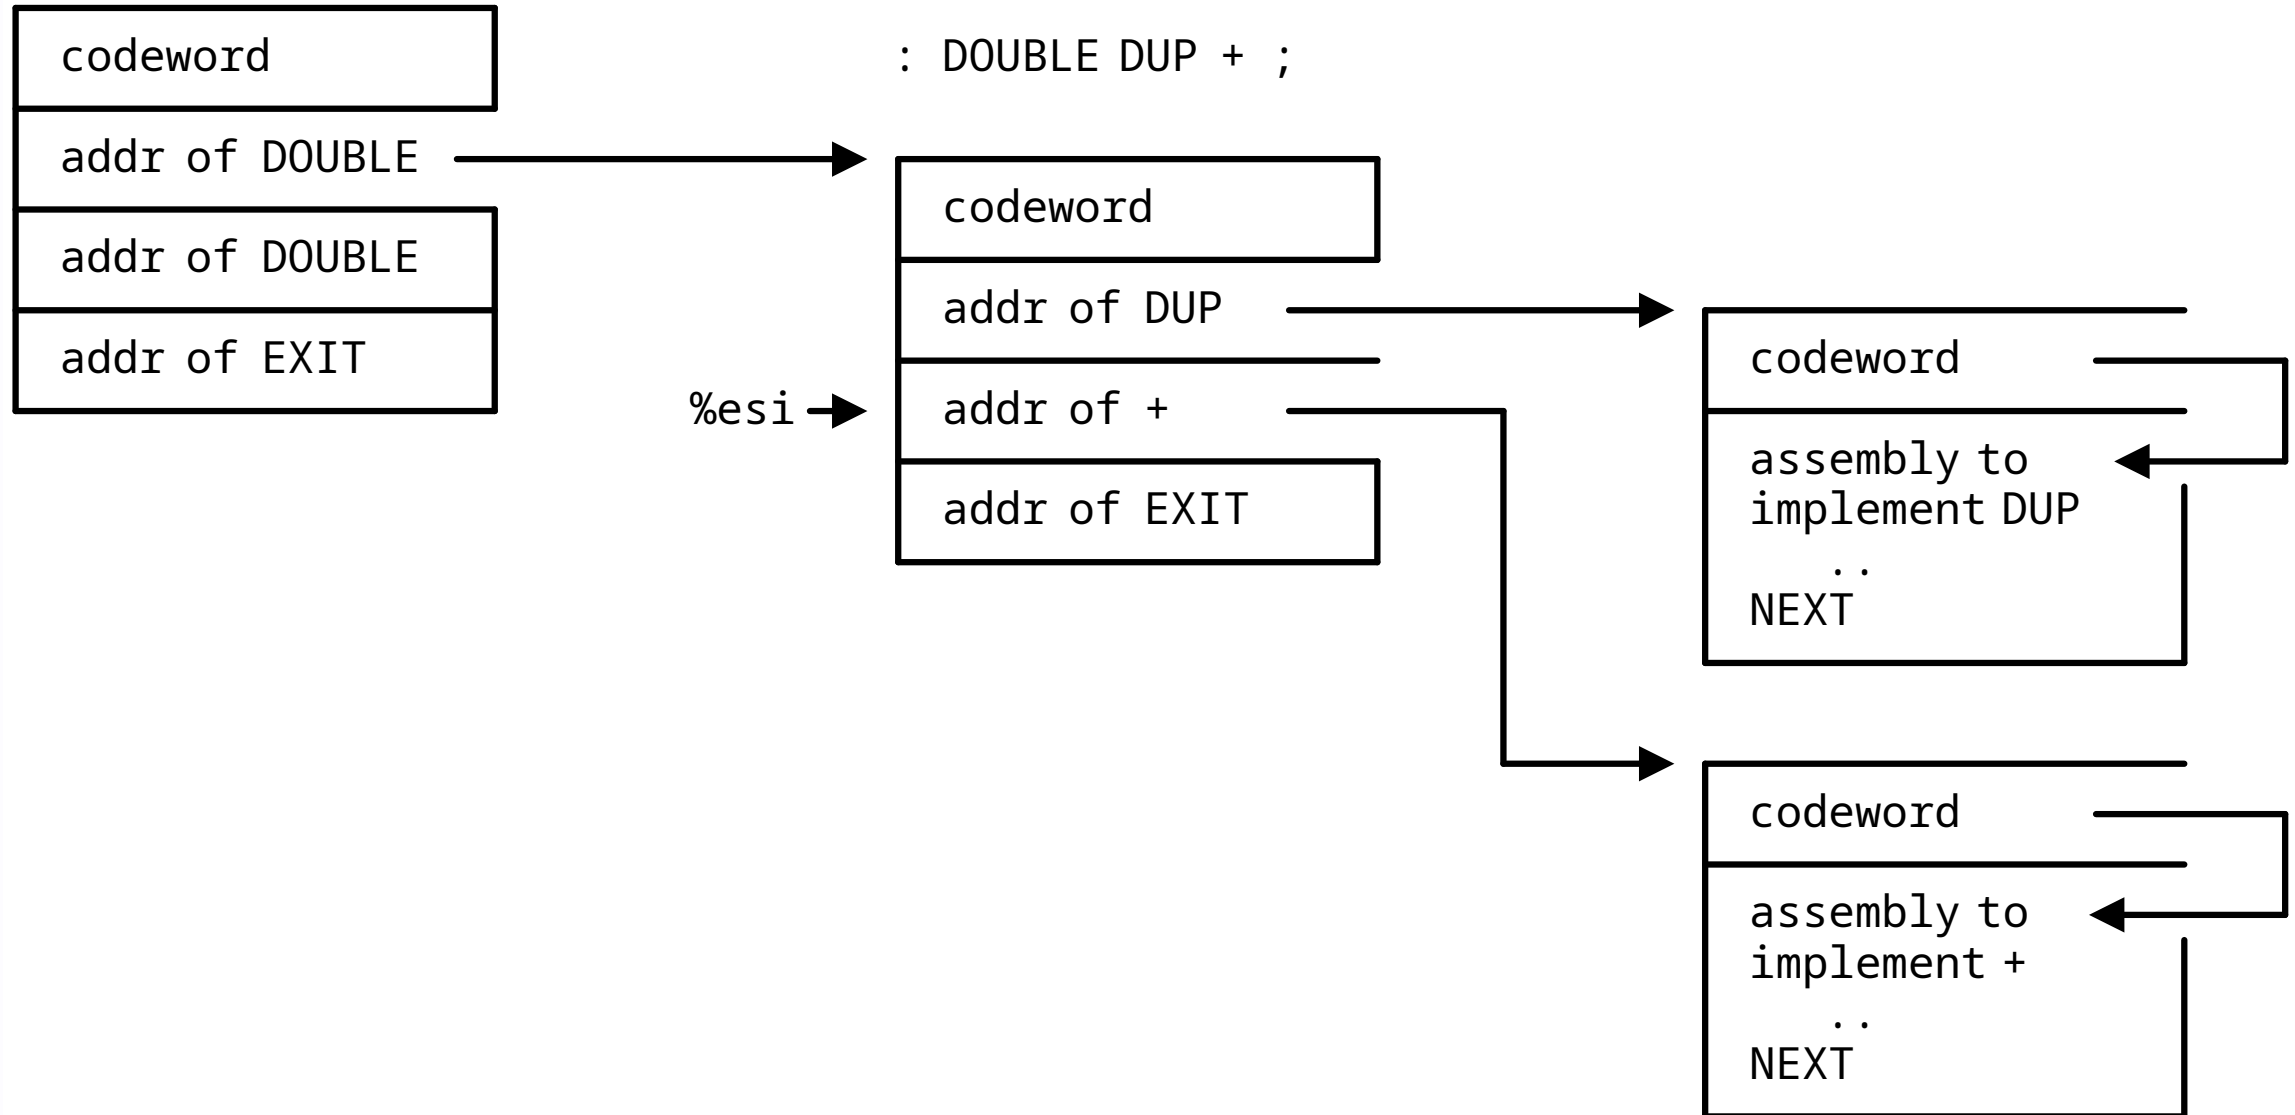 codeword
addr of DOUBLE
addr of DOUBLE
addr of EXIT
: DOUBLE DUP + ;
codeword
addr of DUP
%esi
addr of +
addr of EXIT
codeword
assembly to
implement DUP
..
NEXT
codeword
assembly to
implement +
..
NEXT